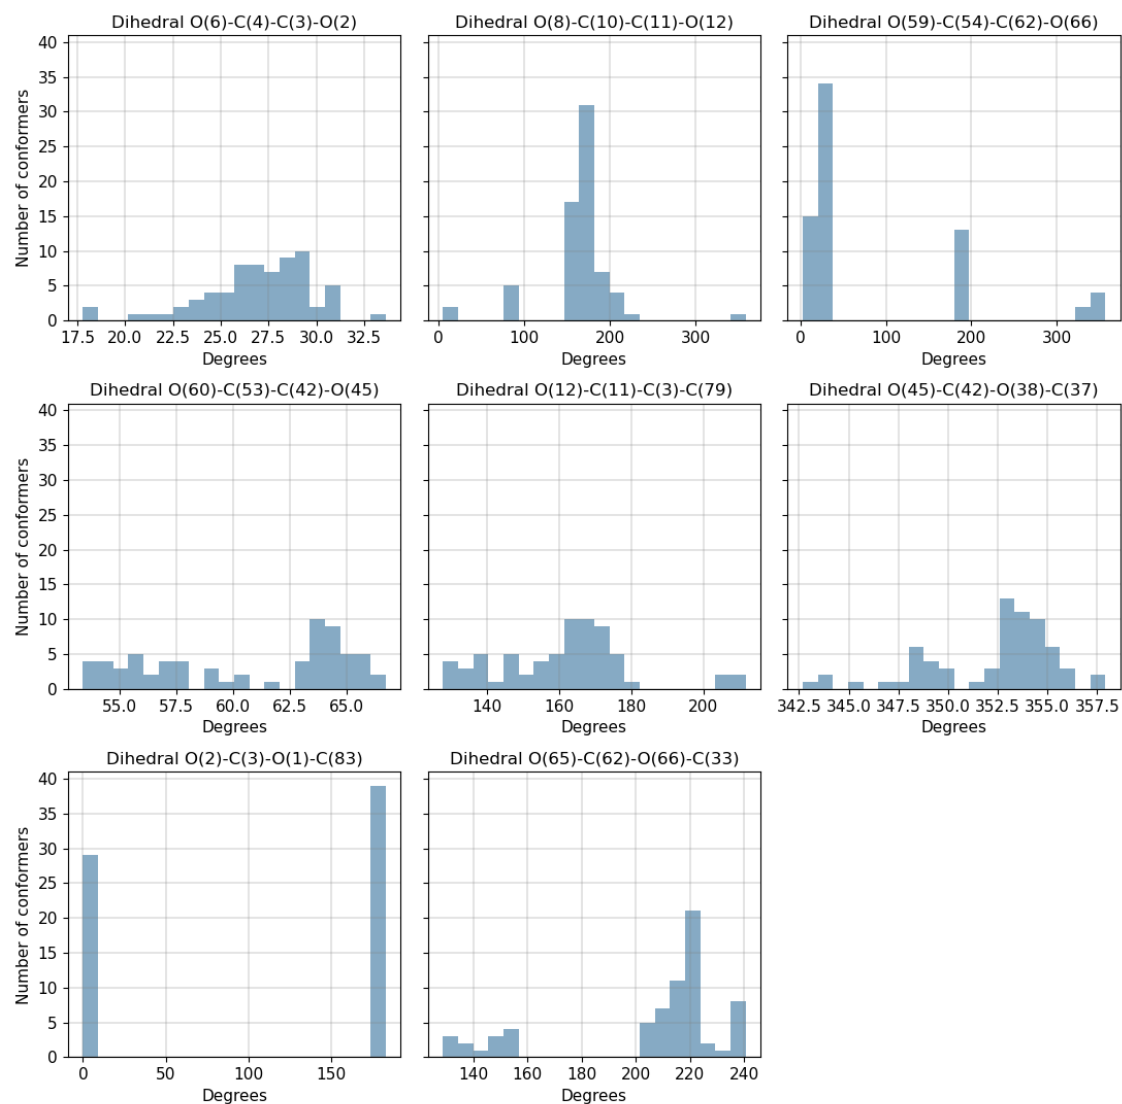 Dihedral O(6)-C(4)-C(3)-O(2) Dihedral O(8)-C(10)-C(11)-O(12) Dihedral O(59)-C(54)-C(62)-O(66)
40
35
30
25
20
15
10
5
0
Number of conformers
17.5 20.0 22.5 25.0 27.5 30.0 32.5 0 100 200 300 0 100 200 300
Degrees Degrees Degrees
Dihedral O(60)-C(53)-C(42)-O(45) Dihedral O(12)-C(11)-C(3)-C(79) Dihedral O(45)-C(42)-O(38)-C(37)
40
35
30
25
20
15
10
5
0
Number of conformers
55.0 57.5 60.0 62.5 65.0 140 160 180 200 342.5 345.0 347.5 350.0 352.5 355.0 357.5
Degrees Degrees Degrees
Dihedral O(2)-C(3)-O(1)-C(83) Dihedral O(65)-C(62)-O(66)-C(33)
40
35
30
25
20
15
10
5
0
Number of conformers
0 50 100 150 140 160 180 200 220 240
Degrees Degrees